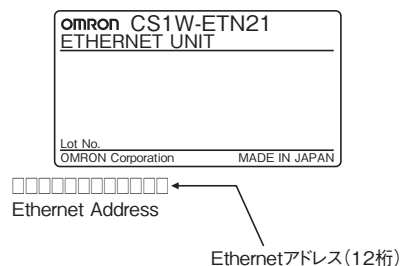 OMRON CS1W-ETN21
ETHERNET UNIT
Lot No.
OMRON Corporation MADE IN JAPAN
□□□□□□□□□□□□
Ethernet Address
Ethernetアドレス（12桁）